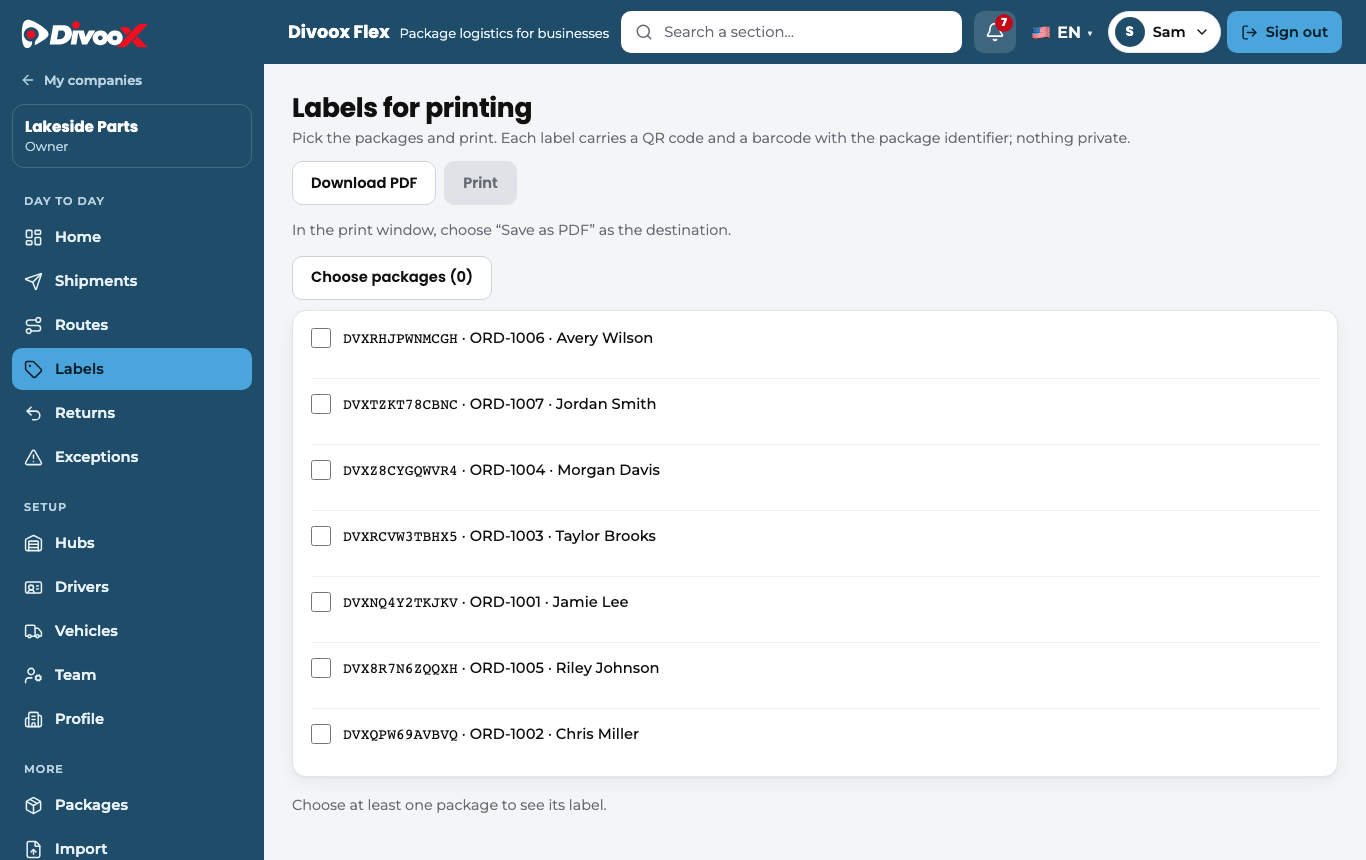 DivooX
Divoox Flex Package logistics for businesses
Search a section...
7
EN
S
Sam
Sign out
My companies
Lakeside Parts
Owner
DAY TO DAY
Home
Shipments
Routes
Labels
Returns
Exceptions
SETUP
Hubs
Drivers
Vehicles
Team
Profile
MORE
Packages
Import
Labels for printing
Pick the packages and print. Each label carries a QR code and a barcode with the package identifier; nothing private.
Download PDF
Print
In the print window, choose “Save as PDF” as the destination.
Choose packages (0)
DVXRHJPWNMCGH · ORD-1006 · Avery Wilson
DVXTZKT78CBNC · ORD-1007 · Jordan Smith
DVXZ8CYGQWVR4 · ORD-1004 · Morgan Davis
DVXRCVW3TBHX5 · ORD-1003 · Taylor Brooks
DVXNQ4Y2TKJKV · ORD-1001 · Jamie Lee
DVX8R7N6ZQQXH · ORD-1005 · Riley Johnson
DVXQPW69AVBVQ · ORD-1002 · Chris Miller
Choose at least one package to see its label.